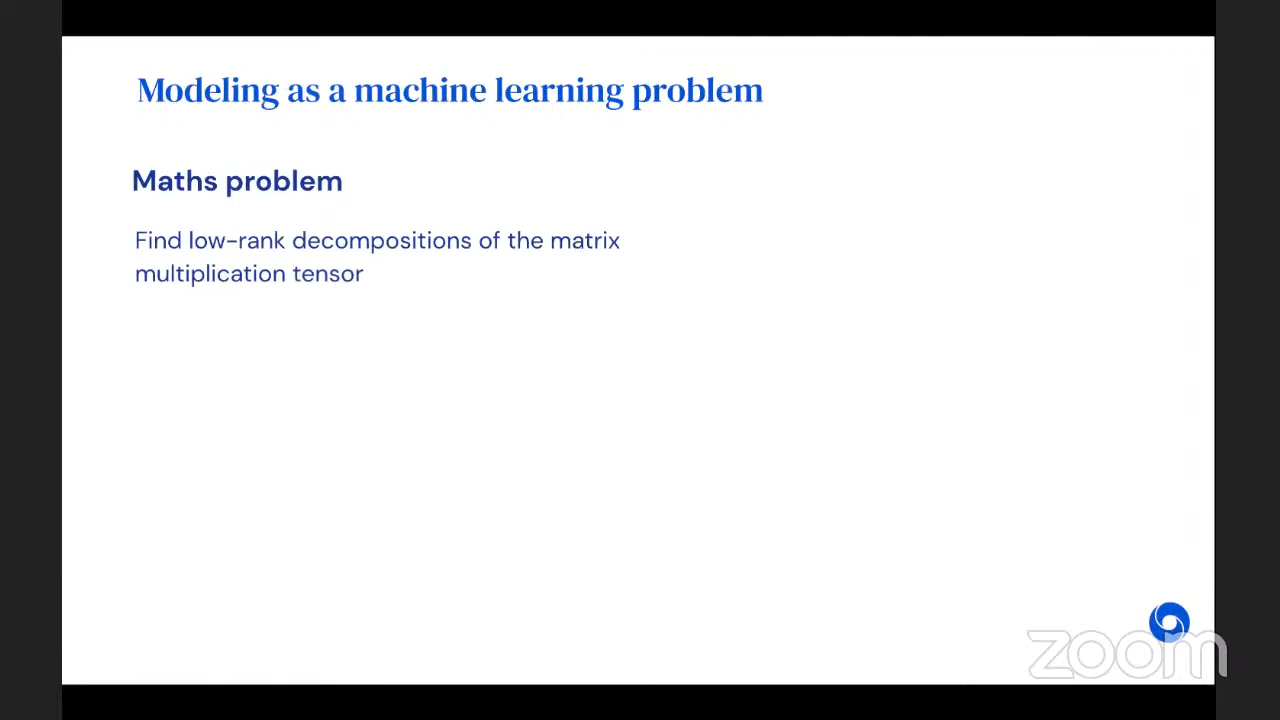 Modeling as a machine learning problem
Maths problem
Find low-rank decompositions of the matrix
multiplication tensor
zoom